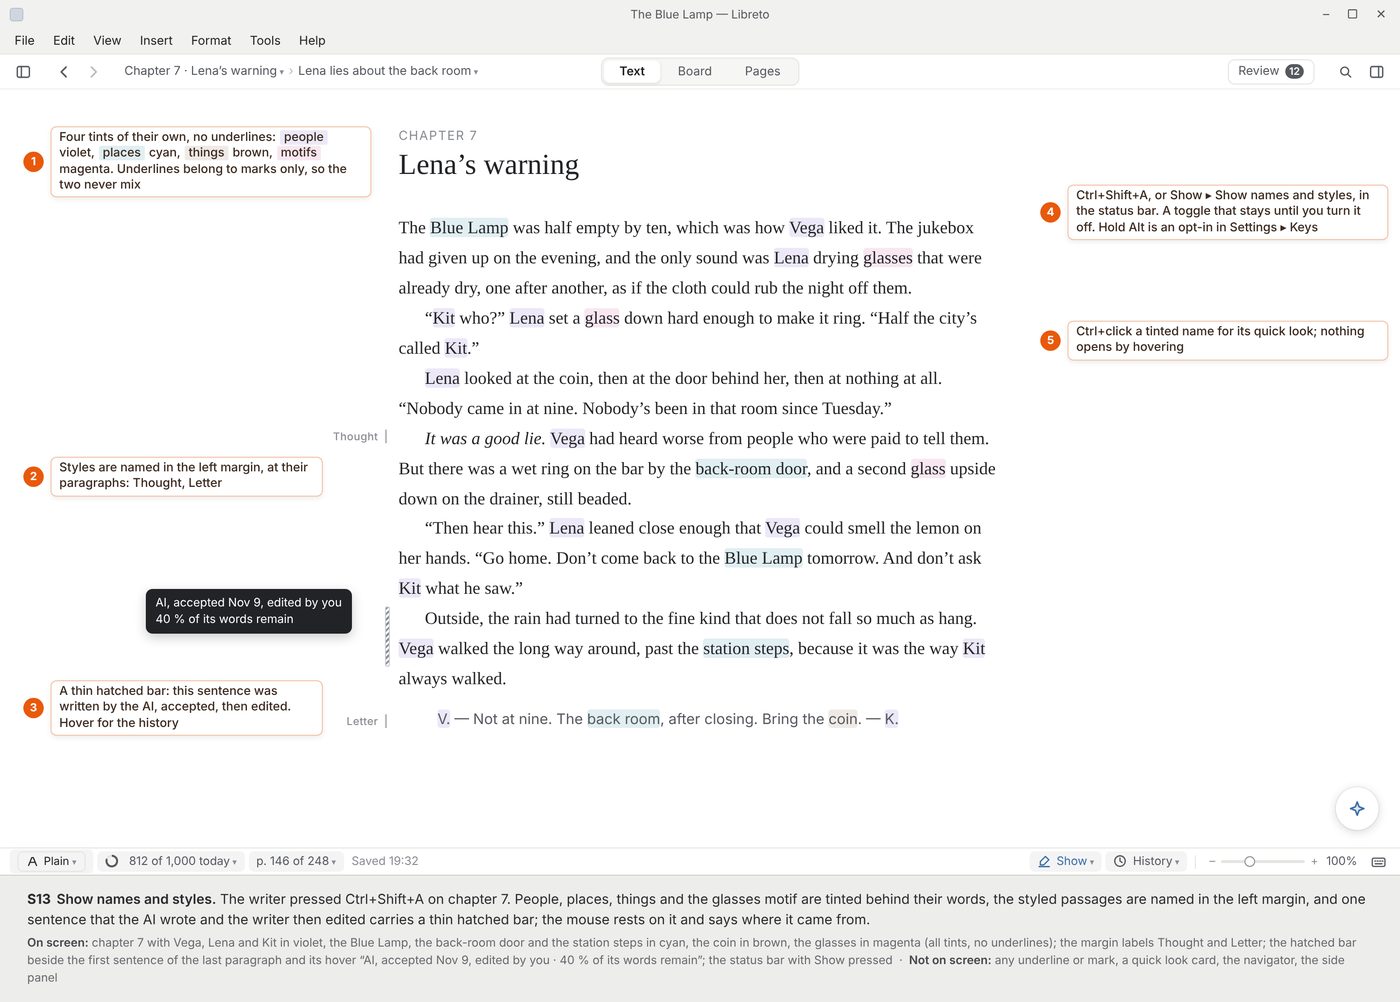 The Blue Lamp — Libreto
File Edit View Insert Format Tools Help
Chapter 7 · Lena’s warning ▾ › Lena lies about the back room ▾
Text Board Pages
Review 12
1
Four tints of their own, no underlines: people
violet, places cyan, things brown, motifs
magenta. Underlines belong to marks only, so the
two never mix
CHAPTER 7
Lena’s warning
4
Ctrl+Shift+A, or Show ▸ Show names and styles, in
the status bar. A toggle that stays until you turn it
off. Hold Alt is an opt-in in Settings ▸ Keys
The Blue Lamp was half empty by ten, which was how Vega liked it. The jukebox
had given up on the evening, and the only sound was Lena drying glasses that were
already dry, one after another, as if the cloth could rub the night off them.
“Kit who?” Lena set a glass down hard enough to make it ring. “Half the city’s
called Kit.”
5
Ctrl+click a tinted name for its quick look; nothing
opens by hovering
Lena looked at the coin, then at the door behind her, then at nothing at all.
“Nobody came in at nine. Nobody’s been in that room since Tuesday.”
Thought
It was a good lie. Vega had heard worse from people who were paid to tell them.
But there was a wet ring on the bar by the back-room door, and a second glass upside
down on the drainer, still beaded.
2
Styles are named in the left margin, at their
paragraphs: Thought, Letter
“Then hear this.” Lena leaned close enough that Vega could smell the lemon on
her hands. “Go home. Don’t come back to the Blue Lamp tomorrow. And don’t ask
Kit what he saw.”
AI, accepted Nov 9, edited by you
40 % of its words remain
Outside, the rain had turned to the fine kind that does not fall so much as hang.
Vega walked the long way around, past the station steps, because it was the way Kit
always walked.
3
A thin hatched bar: this sentence was
written by the AI, accepted, then edited.
Hover for the history
Letter
V. — Not at nine. The back room, after closing. Bring the coin. — K.
A Plain ▾ 812 of 1,000 today ▾ p. 146 of 248 ▾ Saved 19:32
Show ▾ History ▾ − + 100%
S13 Show names and styles. The writer pressed Ctrl+Shift+A on chapter 7. People, places, things and the glasses motif are tinted behind their words, the styled passages are named in the left margin, and one
sentence that the AI wrote and the writer then edited carries a thin hatched bar; the mouse rests on it and says where it came from.
On screen: chapter 7 with Vega, Lena and Kit in violet, the Blue Lamp, the back-room door and the station steps in cyan, the coin in brown, the glasses in magenta (all tints, no underlines); the margin labels Thought and Letter; the hatched bar
beside the first sentence of the last paragraph and its hover “AI, accepted Nov 9, edited by you · 40 % of its words remain”; the status bar with Show pressed · Not on screen: any underline or mark, a quick look card, the navigator, the side
panel